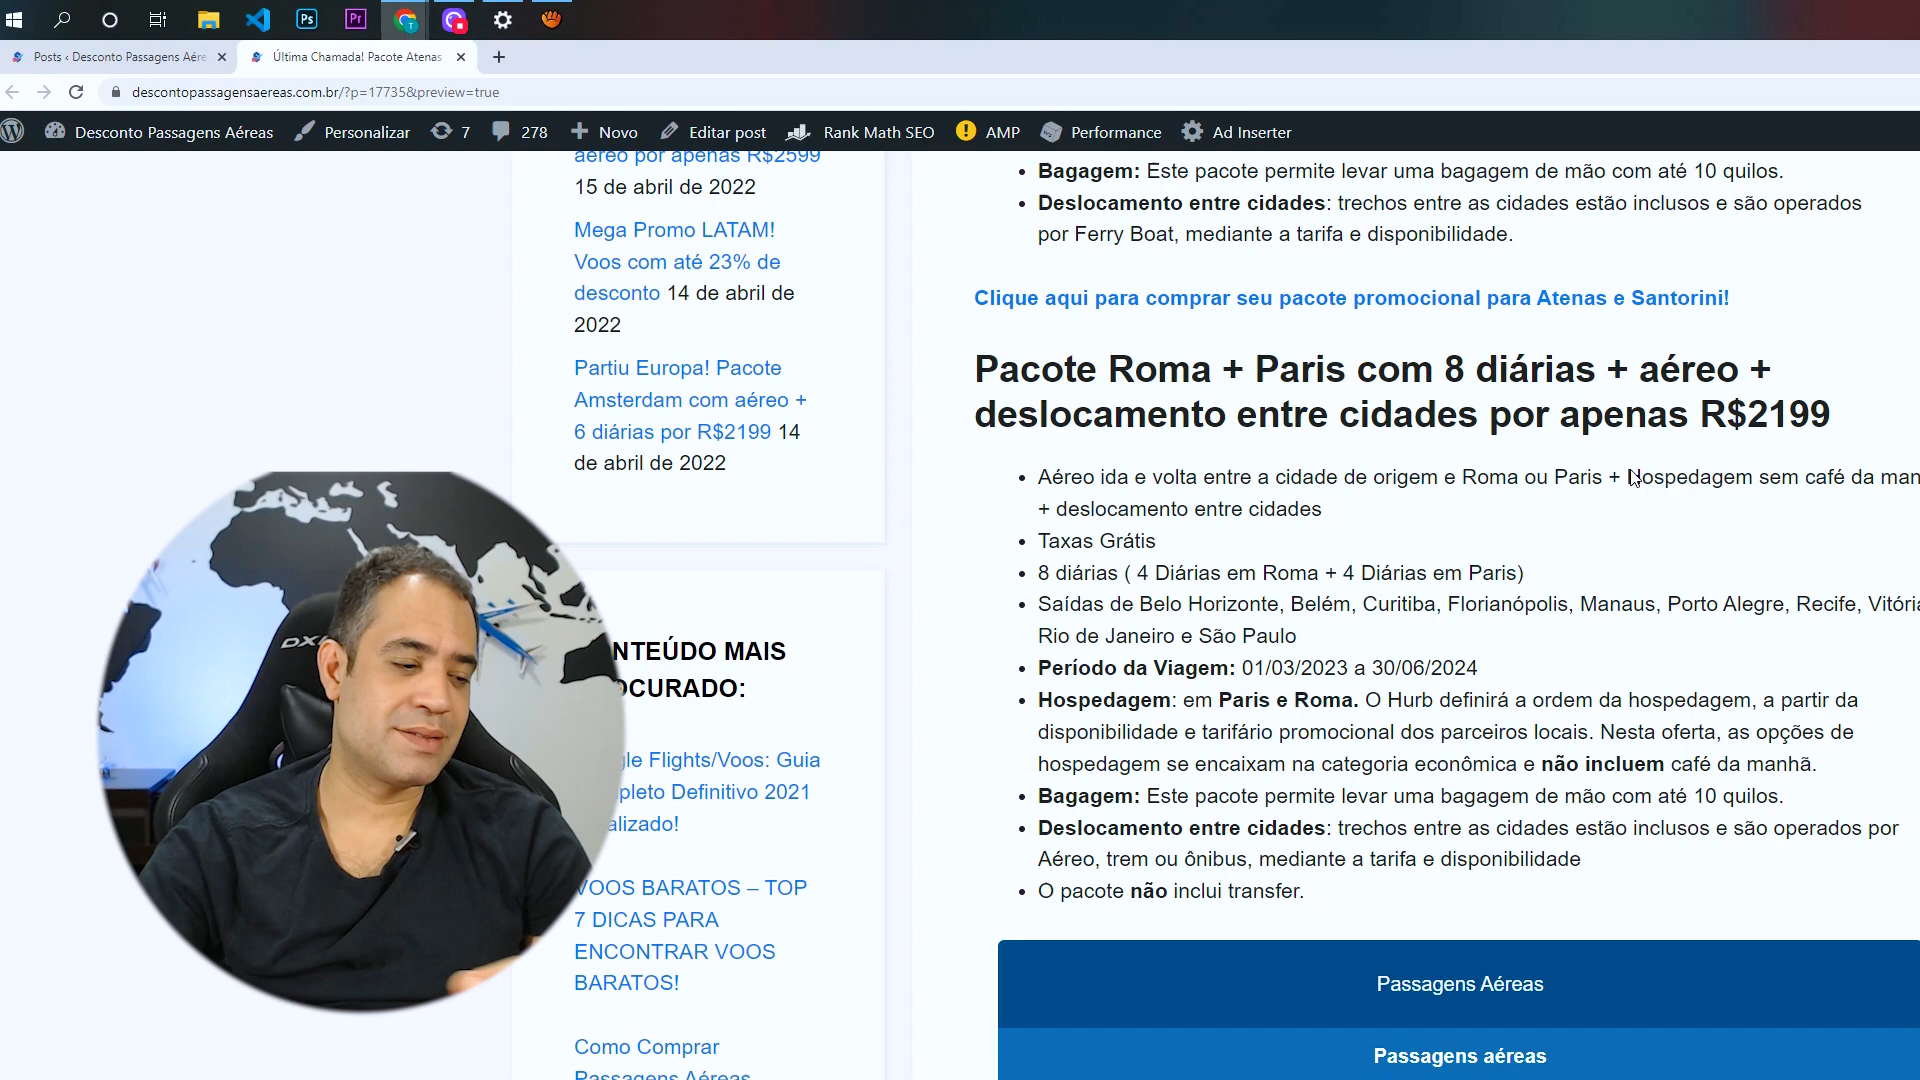 Ps
Pr
Posts ‹ Desconto Passagens Aére
Última Chamada! Pacote Atenas
descontopassagensaereas.com.br/?p=17735&preview=true
Desconto Passagens Aéreas
Personalizar
7
278
Novo
Editar post
Rank Math SEO
AMP
Performance
Ad Inserter
aéreo por apenas R$2599
15 de abril de 2022
Mega Promo LATAM!
Voos com até 23% de
desconto 14 de abril de
2022
Partiu Europa! Pacote
Amsterdam com aéreo +
6 diárias por R$2199 14
de abril de 2022
NTEÚDO MAIS
OCURADO:
gle Flights/Voos: Guia
pleto Definitivo 2021
alizado!
VOOS BARATOS – TOP
7 DICAS PARA
ENCONTRAR VOOS
BARATOS!
Como Comprar
Passagens Aéreas
Bagagem: Este pacote permite levar uma bagagem de mão com até 10 quilos.
Deslocamento entre cidades: trechos entre as cidades estão inclusos e são operados
por Ferry Boat, mediante a tarifa e disponibilidade.
Clique aqui para comprar seu pacote promocional para Atenas e Santorini!
Pacote Roma + Paris com 8 diárias + aéreo +
deslocamento entre cidades por apenas R$2199
Aéreo ida e volta entre a cidade de origem e Roma ou Paris + Hospedagem sem café da man
+ deslocamento entre cidades
Taxas Grátis
8 diárias ( 4 Diárias em Roma + 4 Diárias em Paris)
Saídas de Belo Horizonte, Belém, Curitiba, Florianópolis, Manaus, Porto Alegre, Recife, Vitória
Rio de Janeiro e São Paulo
Período da Viagem: 01/03/2023 a 30/06/2024
Hospedagem: em Paris e Roma. O Hurb definirá a ordem da hospedagem, a partir da
disponibilidade e tarifário promocional dos parceiros locais. Nesta oferta, as opções de
hospedagem se encaixam na categoria econômica e não incluem café da manhã.
Bagagem: Este pacote permite levar uma bagagem de mão com até 10 quilos.
Deslocamento entre cidades: trechos entre as cidades estão inclusos e são operados por
Aéreo, trem ou ônibus, mediante a tarifa e disponibilidade
O pacote não inclui transfer.
Passagens Aéreas
Passagens aéreas